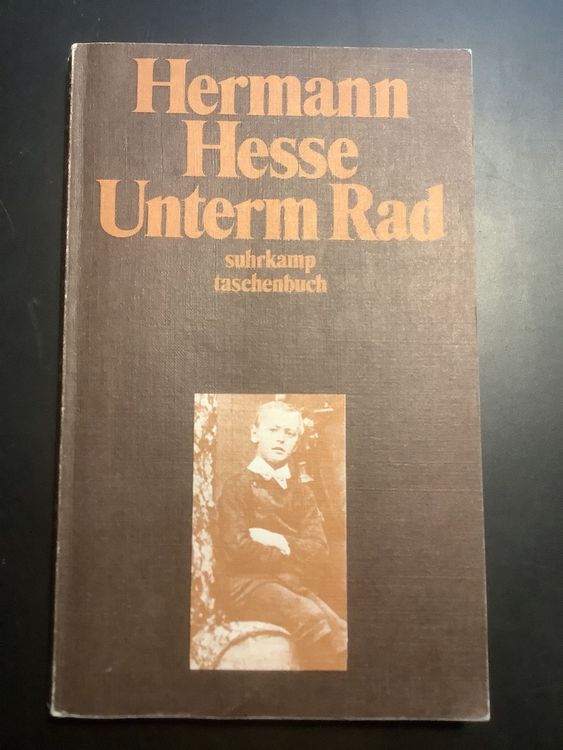 Hermann
Hesse
Unterm Rad
suhrkamp
taschenbuch